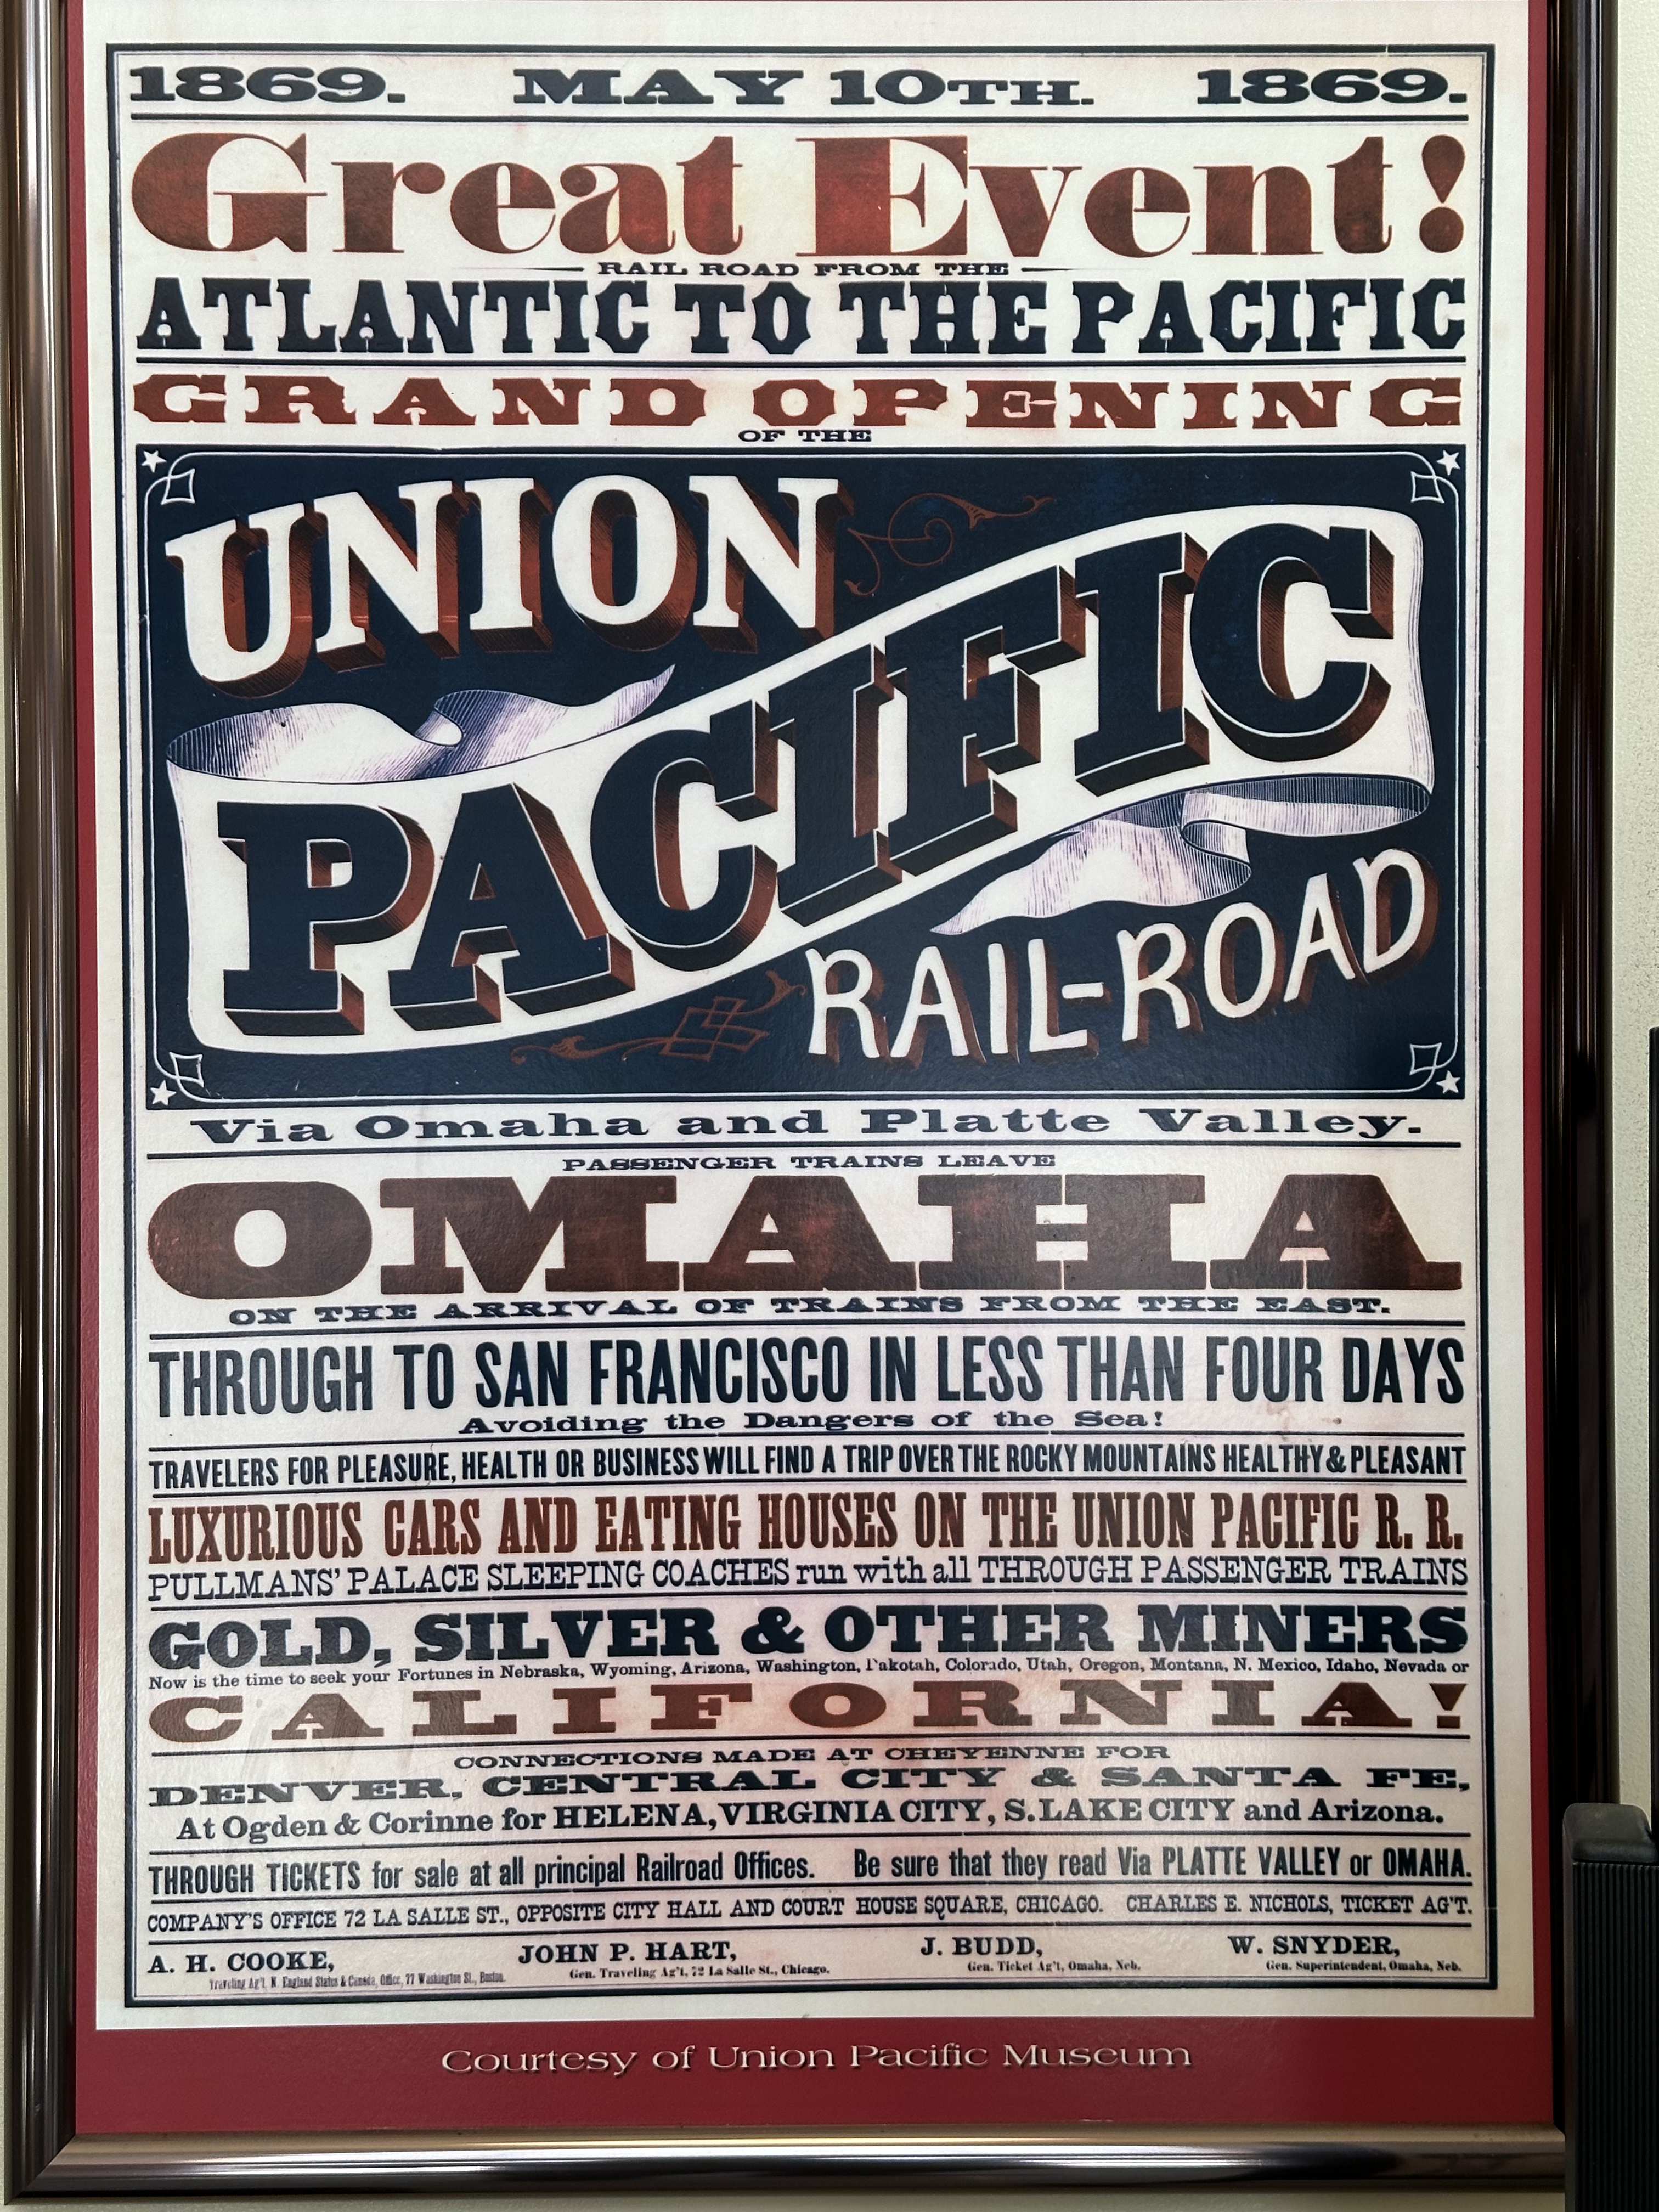 1869. MAY 10TH. 1869.
Great Event!
RAIL ROAD FROM THE
ATLANTIC TO THE PACIFIC
GRAND OPENING
OF THE
UNION
PACIFIC
RAIL-ROAD
Via Omaha and Platte Valley.
PASSENGER TRAINS LEAVE
OMAHA
ON THE ARRIVAL OF TRAINS FROM THE EAST.
THROUGH TO SAN FRANCISCO IN LESS THAN FOUR DAYS
Avoiding the Dangers of the Sea!
TRAVELERS FOR PLEASURE, HEALTH OR BUSINESS WILL FIND A TRIP OVER THE ROCKY MOUNTAINS HEALTHY & PLEASANT
LUXURIOUS CARS AND EATING HOUSES ON THE UNION PACIFIC R. R.
PULLMANS' PALACE SLEEPING COACHES run with all THROUGH PASSENGER TRAINS
GOLD, SILVER & OTHER MINERS
Now is the time to seek your Fortunes in Nebraska, Wyoming, Arizona, Washington, Dakotah, Colorado, Utah, Oregon, Montana, N. Mexico, Idaho, Nevada or
CALIFORNIA!
CONNECTIONS MADE AT CHEYENNE FOR
DENVER, CENTRAL CITY & SANTA FE,
At Ogden & Corinne for HELENA, VIRGINIA CITY, S. LAKE CITY and Arizona.
THROUGH TICKETS for sale at all principal Railroad Offices. Be sure that they read Via PLATTE VALLEY or OMAHA.
COMPANY'S OFFICE 72 LA SALLE ST., OPPOSITE CITY HALL AND COURT HOUSE SQUARE, CHICAGO. CHARLES E. NICHOLS, TICKET AG'T.
A. H. COOKE, JOHN P. HART, J. BUDD, W. SNYDER,
Traveling Ag't, N. England States & Canada, Office, 77 Washington St., Boston. Gen. Traveling Ag't, 72 La Salle St., Chicago. Gen. Ticket Ag't, Omaha, Neb. Gen. Superintendent, Omaha, Neb.
Courtesy of Union Pacific Museum